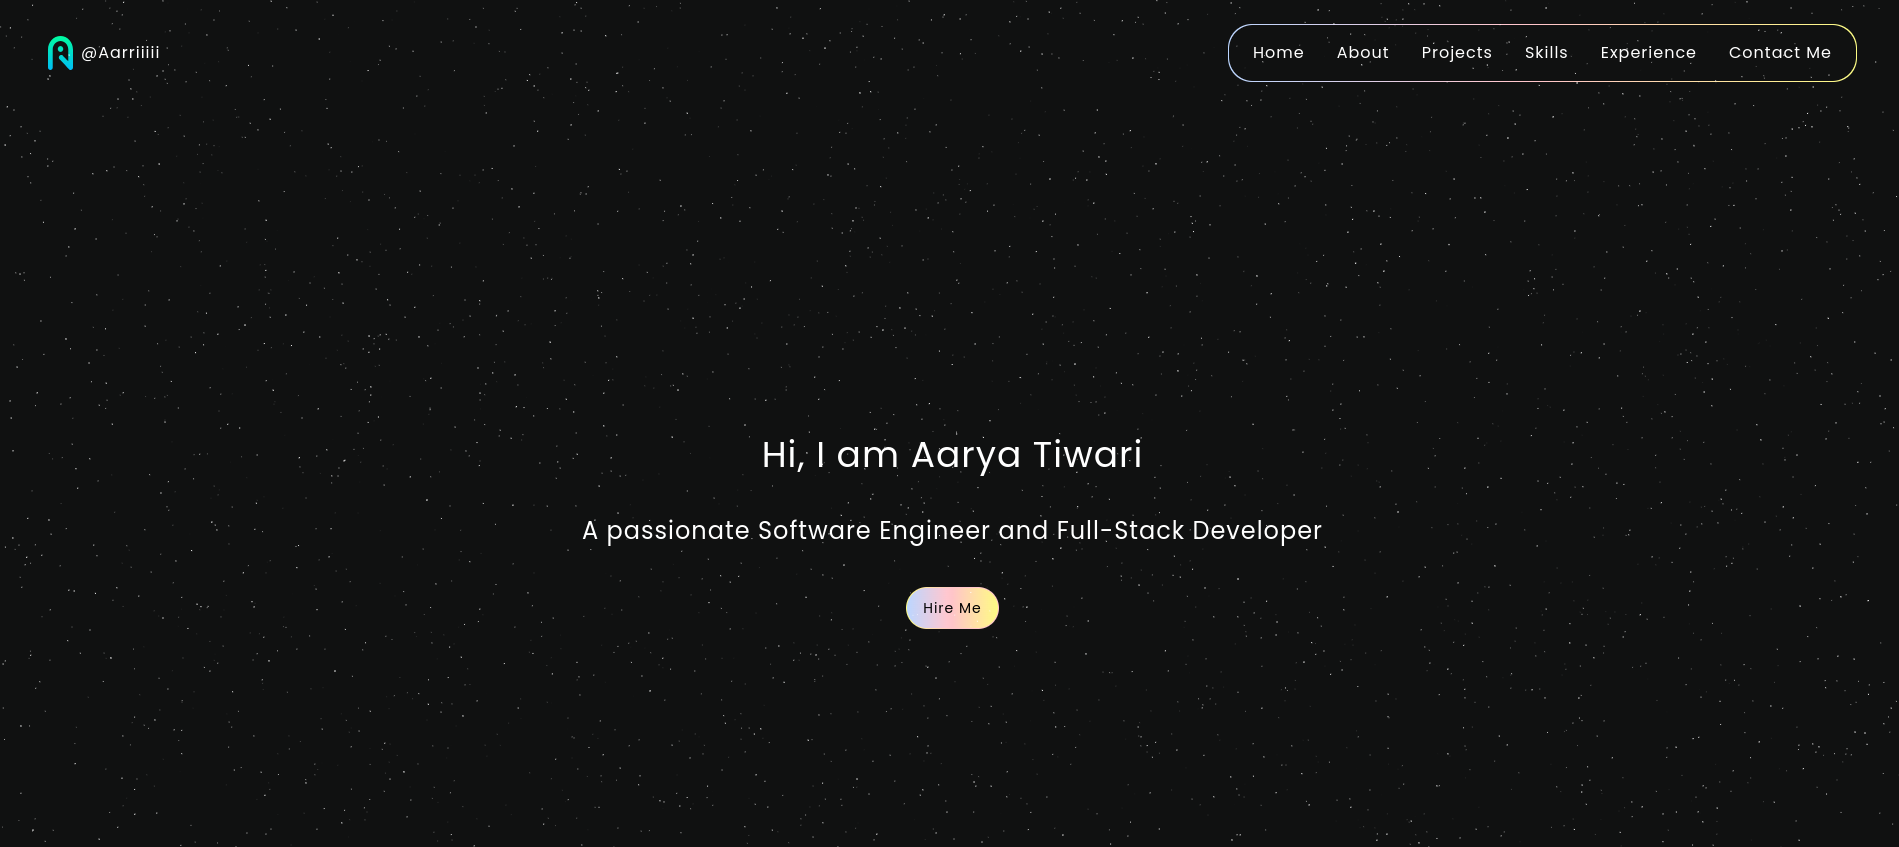 @Aarriiiii
Home About Projects Skills Experience Contact Me
Hi, I am Aarya Tiwari
A passionate Software Engineer and Full-Stack Developer
Hire Me